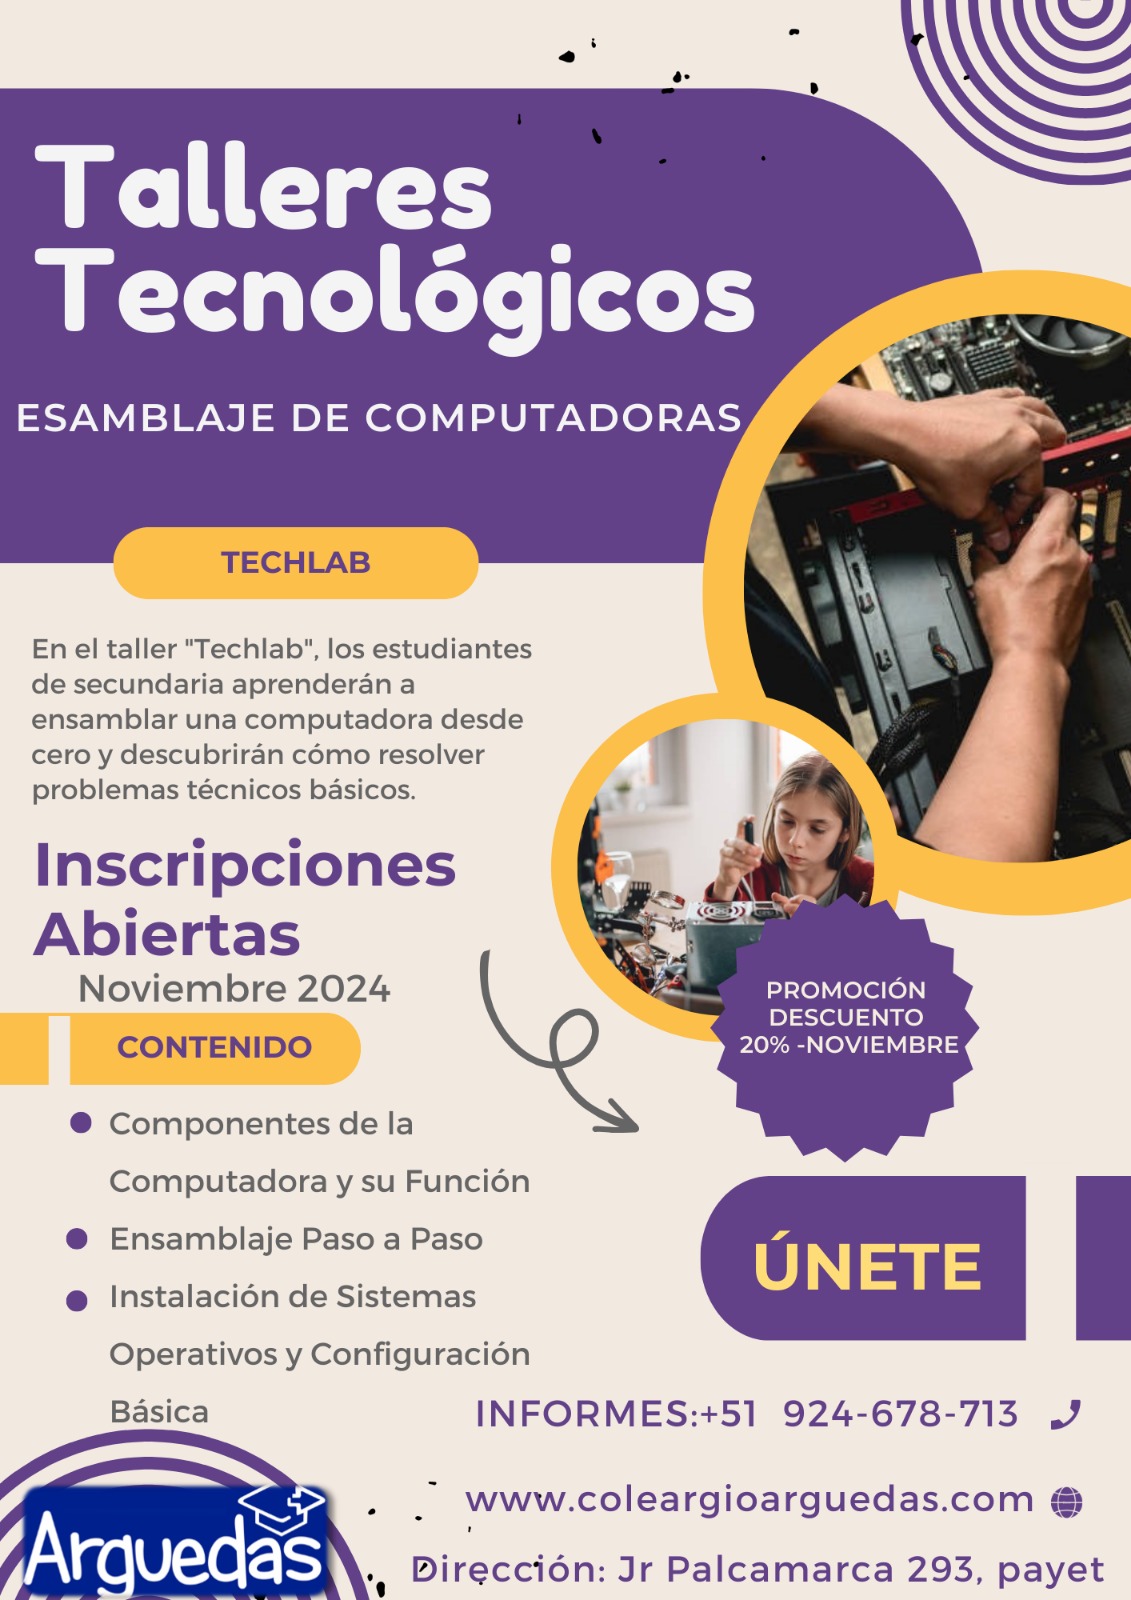 Talleres
Tecnológicos
ESAMBLAJE DE COMPUTADORAS
TECHLAB
En el taller "Techlab", los estudiantes
de secundaria aprenderán a
ensamblar una computadora desde
cero y descubrirán cómo resolver
problemas técnicos básicos.
Inscripciones
Abiertas
Noviembre 2024
CONTENIDO
Componentes de la
Computadora y su Función
Ensamblaje Paso a Paso
Instalación de Sistemas
Operativos y Configuración
Básica
PROMOCIÓN
DESCUENTO
20% -NOVIEMBRE
ÚNETE
INFORMES:+51 924-678-713
www.coleargioarguedas.com
Dirección: Jr Palcamarca 293, payet
Arguedas